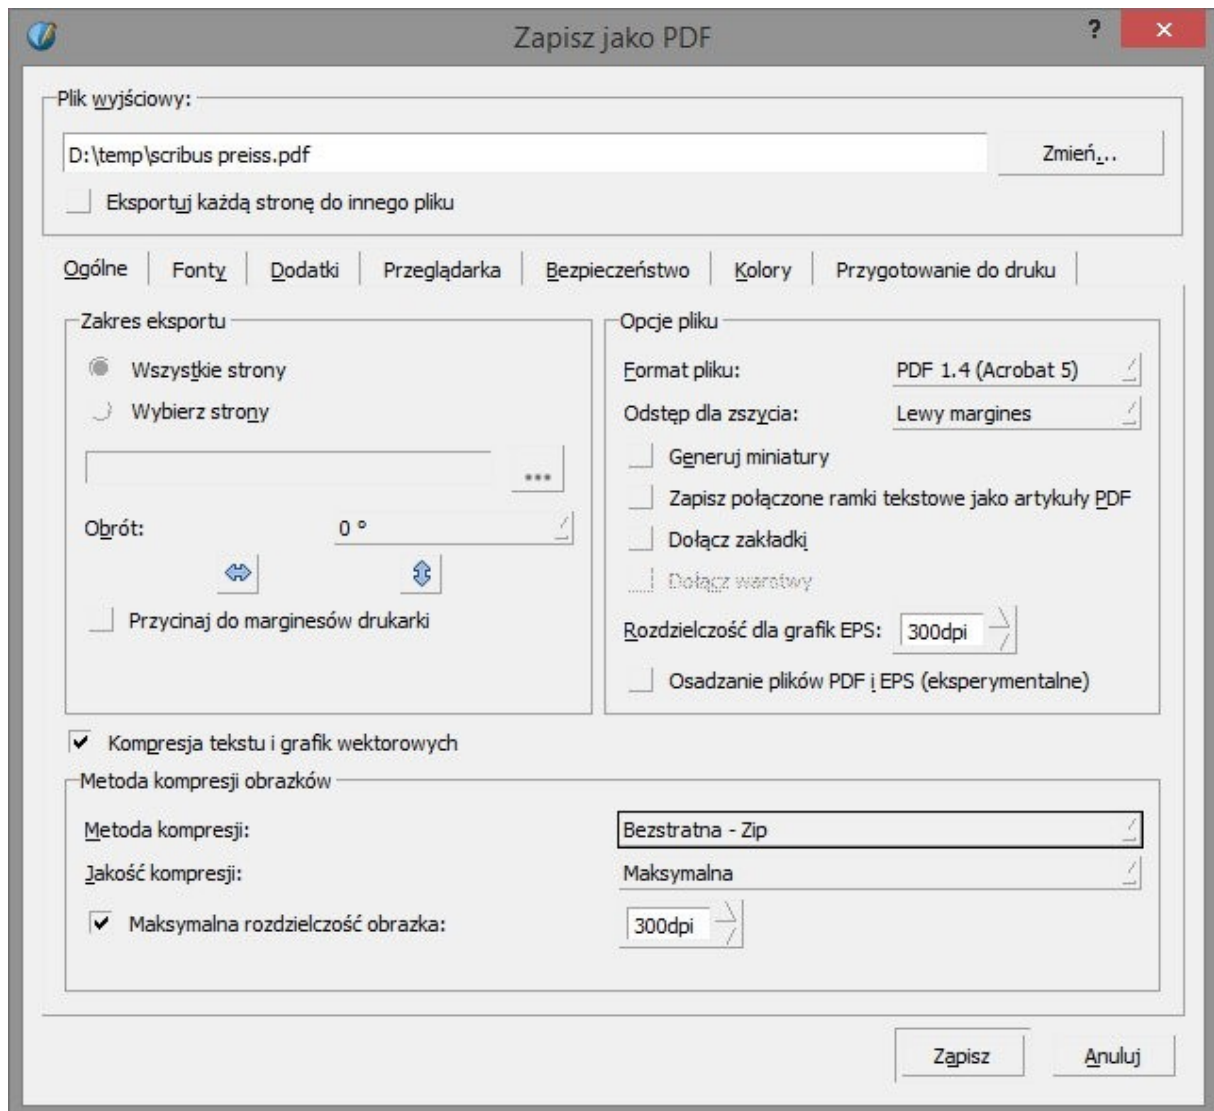 Zapisz jako PDF
?
Plik wyjściowy:
D:\temp\scribus preiss.pdf
Zmień...
Eksportuj każdą stronę do innego pliku
Ogólne
Fonty
Dodatki
Przeglądarka
Bezpieczeństwo
Kolory
Przygotowanie do druku
Zakres eksportu
Wszystkie strony
Wybierz strony
...
Obrót:
0 °
Przycinaj do marginesów drukarki
Opcje pliku
Format pliku:
PDF 1.4 (Acrobat 5)
Odstęp dla zszycia:
Lewy margines
Generuj miniatury
Zapisz połączone ramki tekstowe jako artykuły PDF
Dołącz zakładki
Dołącz warstwy
Rozdzielczość dla grafik EPS:
300dpi
Osadzanie plików PDF i EPS (eksperymentalne)
Kompresja tekstu i grafik wektorowych
Metoda kompresji obrazków
Metoda kompresji:
Bezstratna - Zip
Jakość kompresji:
Maksymalna
Maksymalna rozdzielczość obrazka:
300dpi
Zapisz
Anuluj